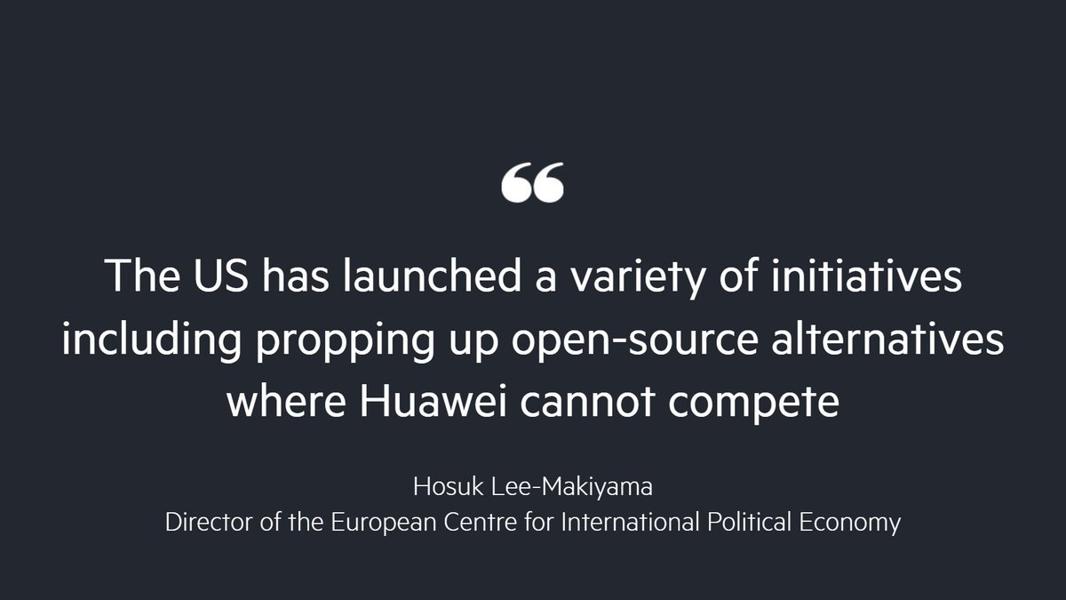 “
The US has launched a variety of initiatives
including propping up open-source alternatives
where Huawei cannot compete
Hosuk Lee-Makiyama
Director of the European Centre for International Political Economy